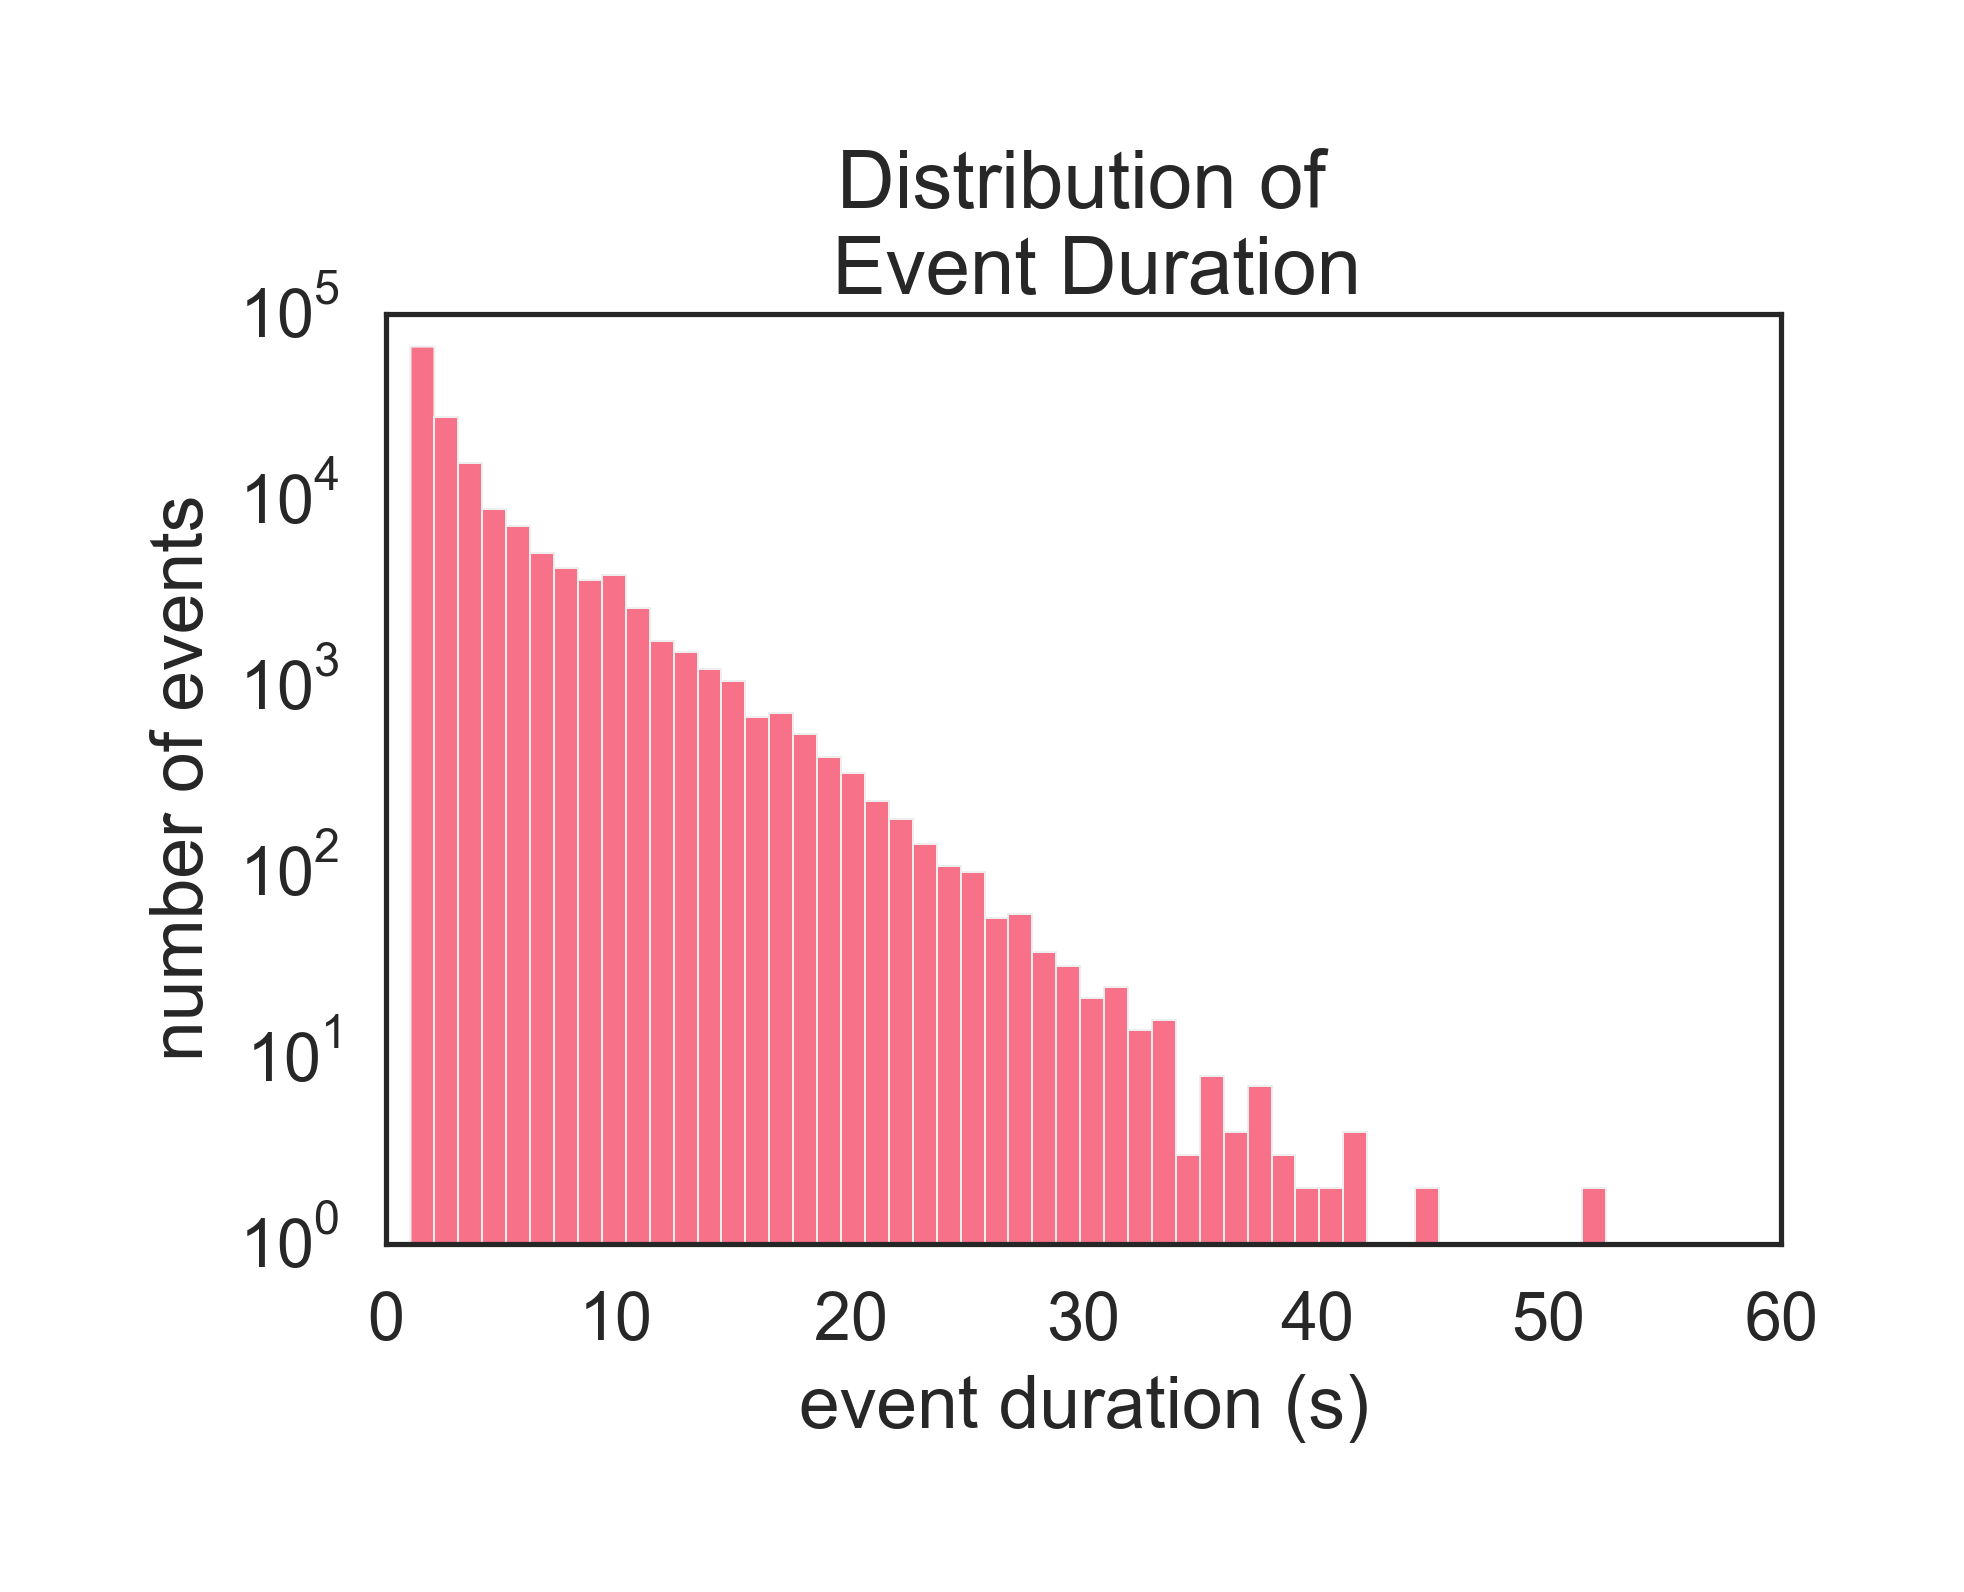 Distribution of
Event Duration
10^5
10^4
10^3
10^2
10^1
10^0
number of events
0 10 20 30 40 50 60
event duration (s)